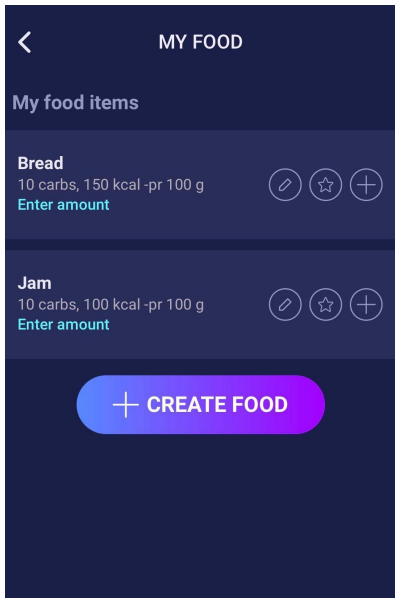 MY FOOD
My food items
Bread
10 carbs, 150 kcal -pr 100 g
Enter amount
Jam
10 carbs, 100 kcal -pr 100 g
Enter amount
CREATE FOOD